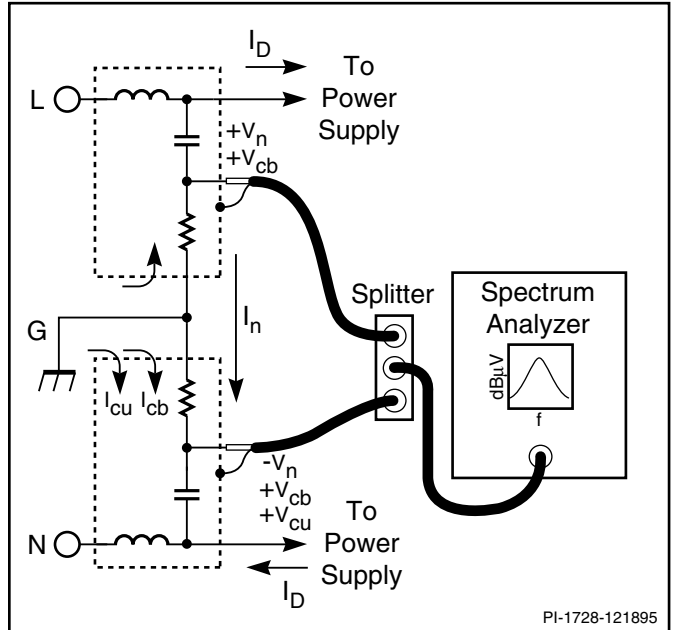 I_D
To
Power
Supply
L
+V_n
+V_cb
Splitter
Spectrum
Analyzer
dBµV
f
G
I_n
I_cu I_cb
-V_n
+V_cb
+V_cu
N
To
Power
Supply
I_D
PI-1728-121895